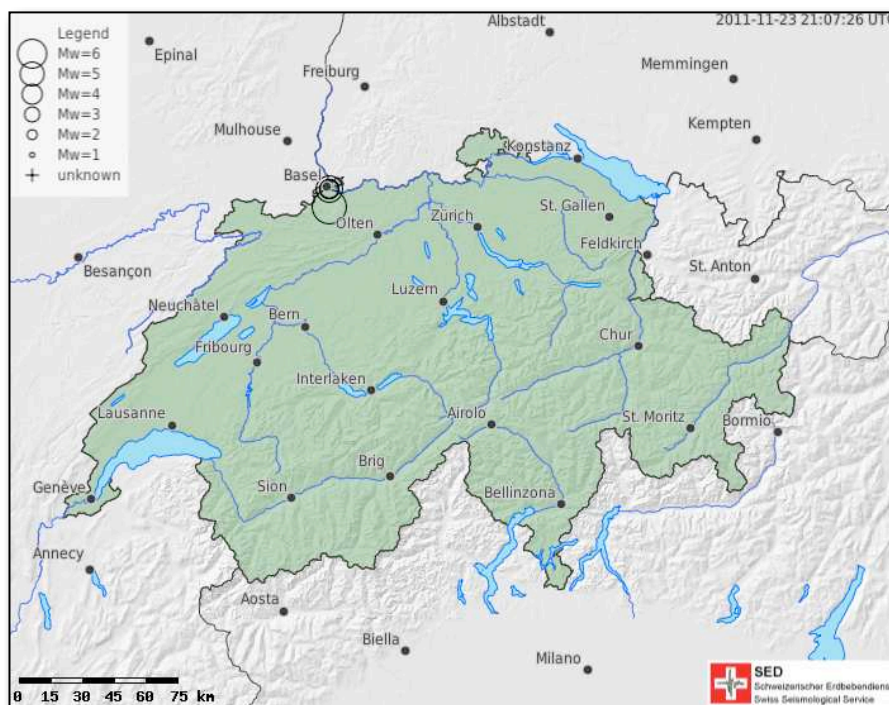 2011-11-23 21:07:26 UTC
Legend
Mw=6
Mw=5
Mw=4
Mw=3
Mw=2
Mw=1
unknown
Albstadt
Epinal
Freiburg
Memmingen
Mulhouse
Kempten
Konstanz
Basel
Olten
Zürich
St. Gallen
Feldkirch
Besançon
St. Anton
Neuchâtel
Bern
Luzern
Fribourg
Chur
Interlaken
Lausanne
Airolo
St. Moritz
Bormio
Brig
Genève
Sion
Bellinzona
Annecy
Aosta
Biella
Milano
0 15 30 45 60 75 km
SED
Schweizerischer Erdbebendiens
Swiss Seismological Service